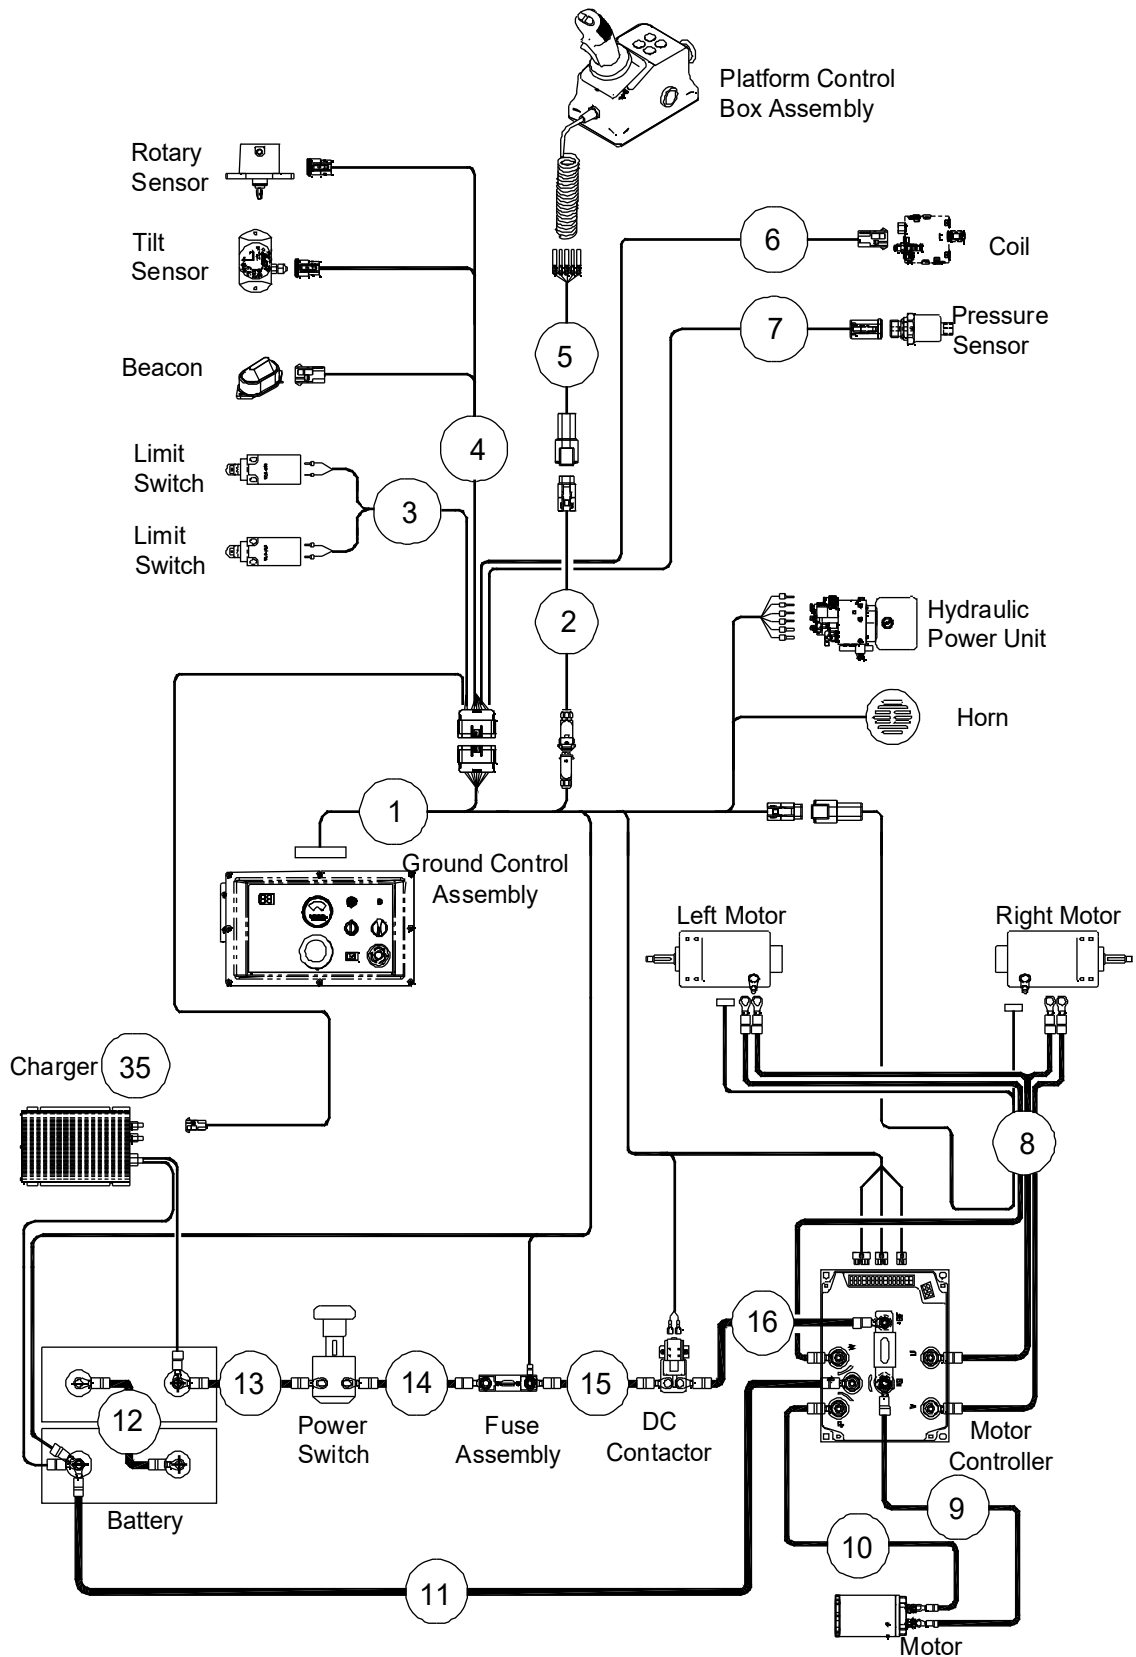 Platform Control
Box Assembly
Rotary
Sensor
6
Coil
Tilt
Sensor
7
Pressure
Sensor
5
Beacon
4
Limit
Switch
3
Limit
Switch
2
Hydraulic
Power Unit
Horn
1
Ground Control
Assembly
Left Motor
Right Motor
Charger
35
8
16
13
14
15
12
Power
Switch
Fuse
Assembly
DC
Contactor
Motor
Controller
Battery
9
10
11
Motor